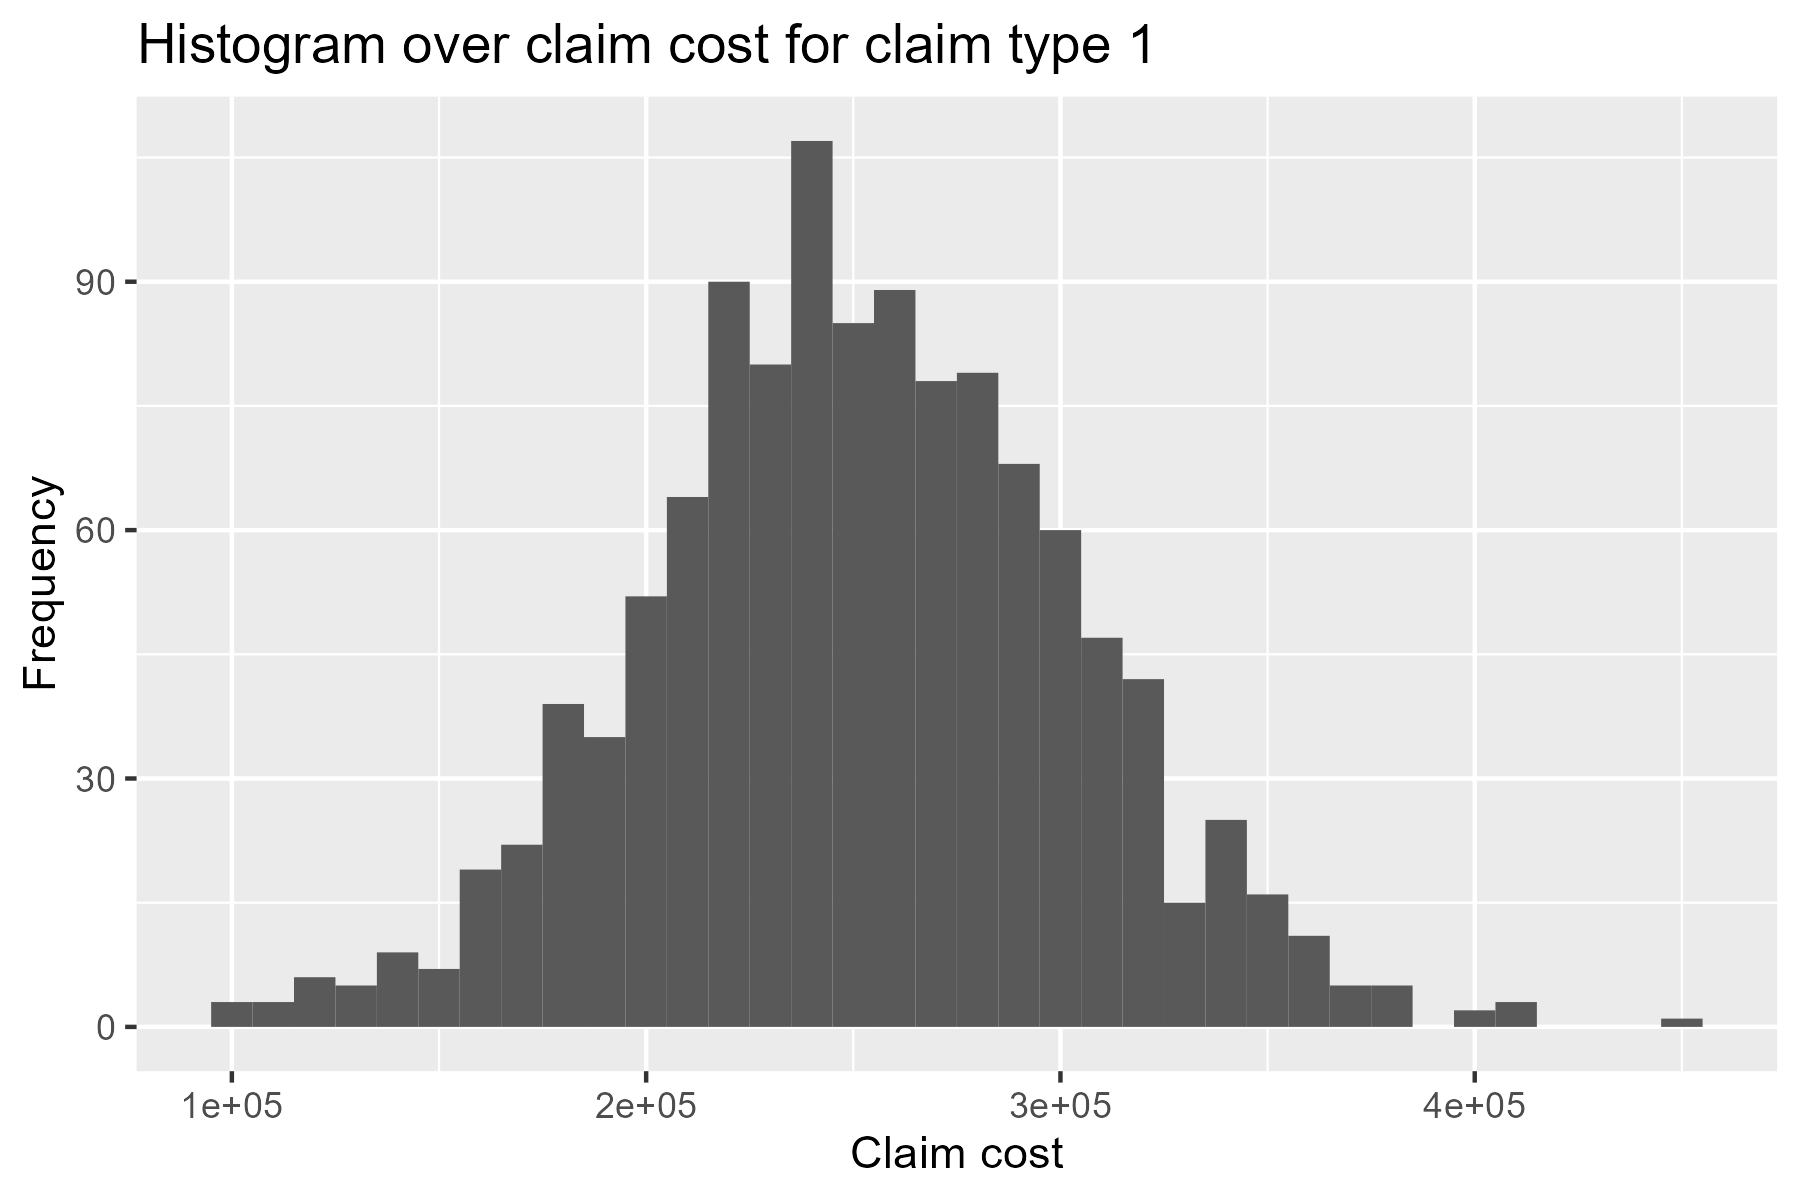 Histogram over claim cost for claim type 1
Frequency
90
60
30
0
1e+05 2e+05 3e+05 4e+05
Claim cost